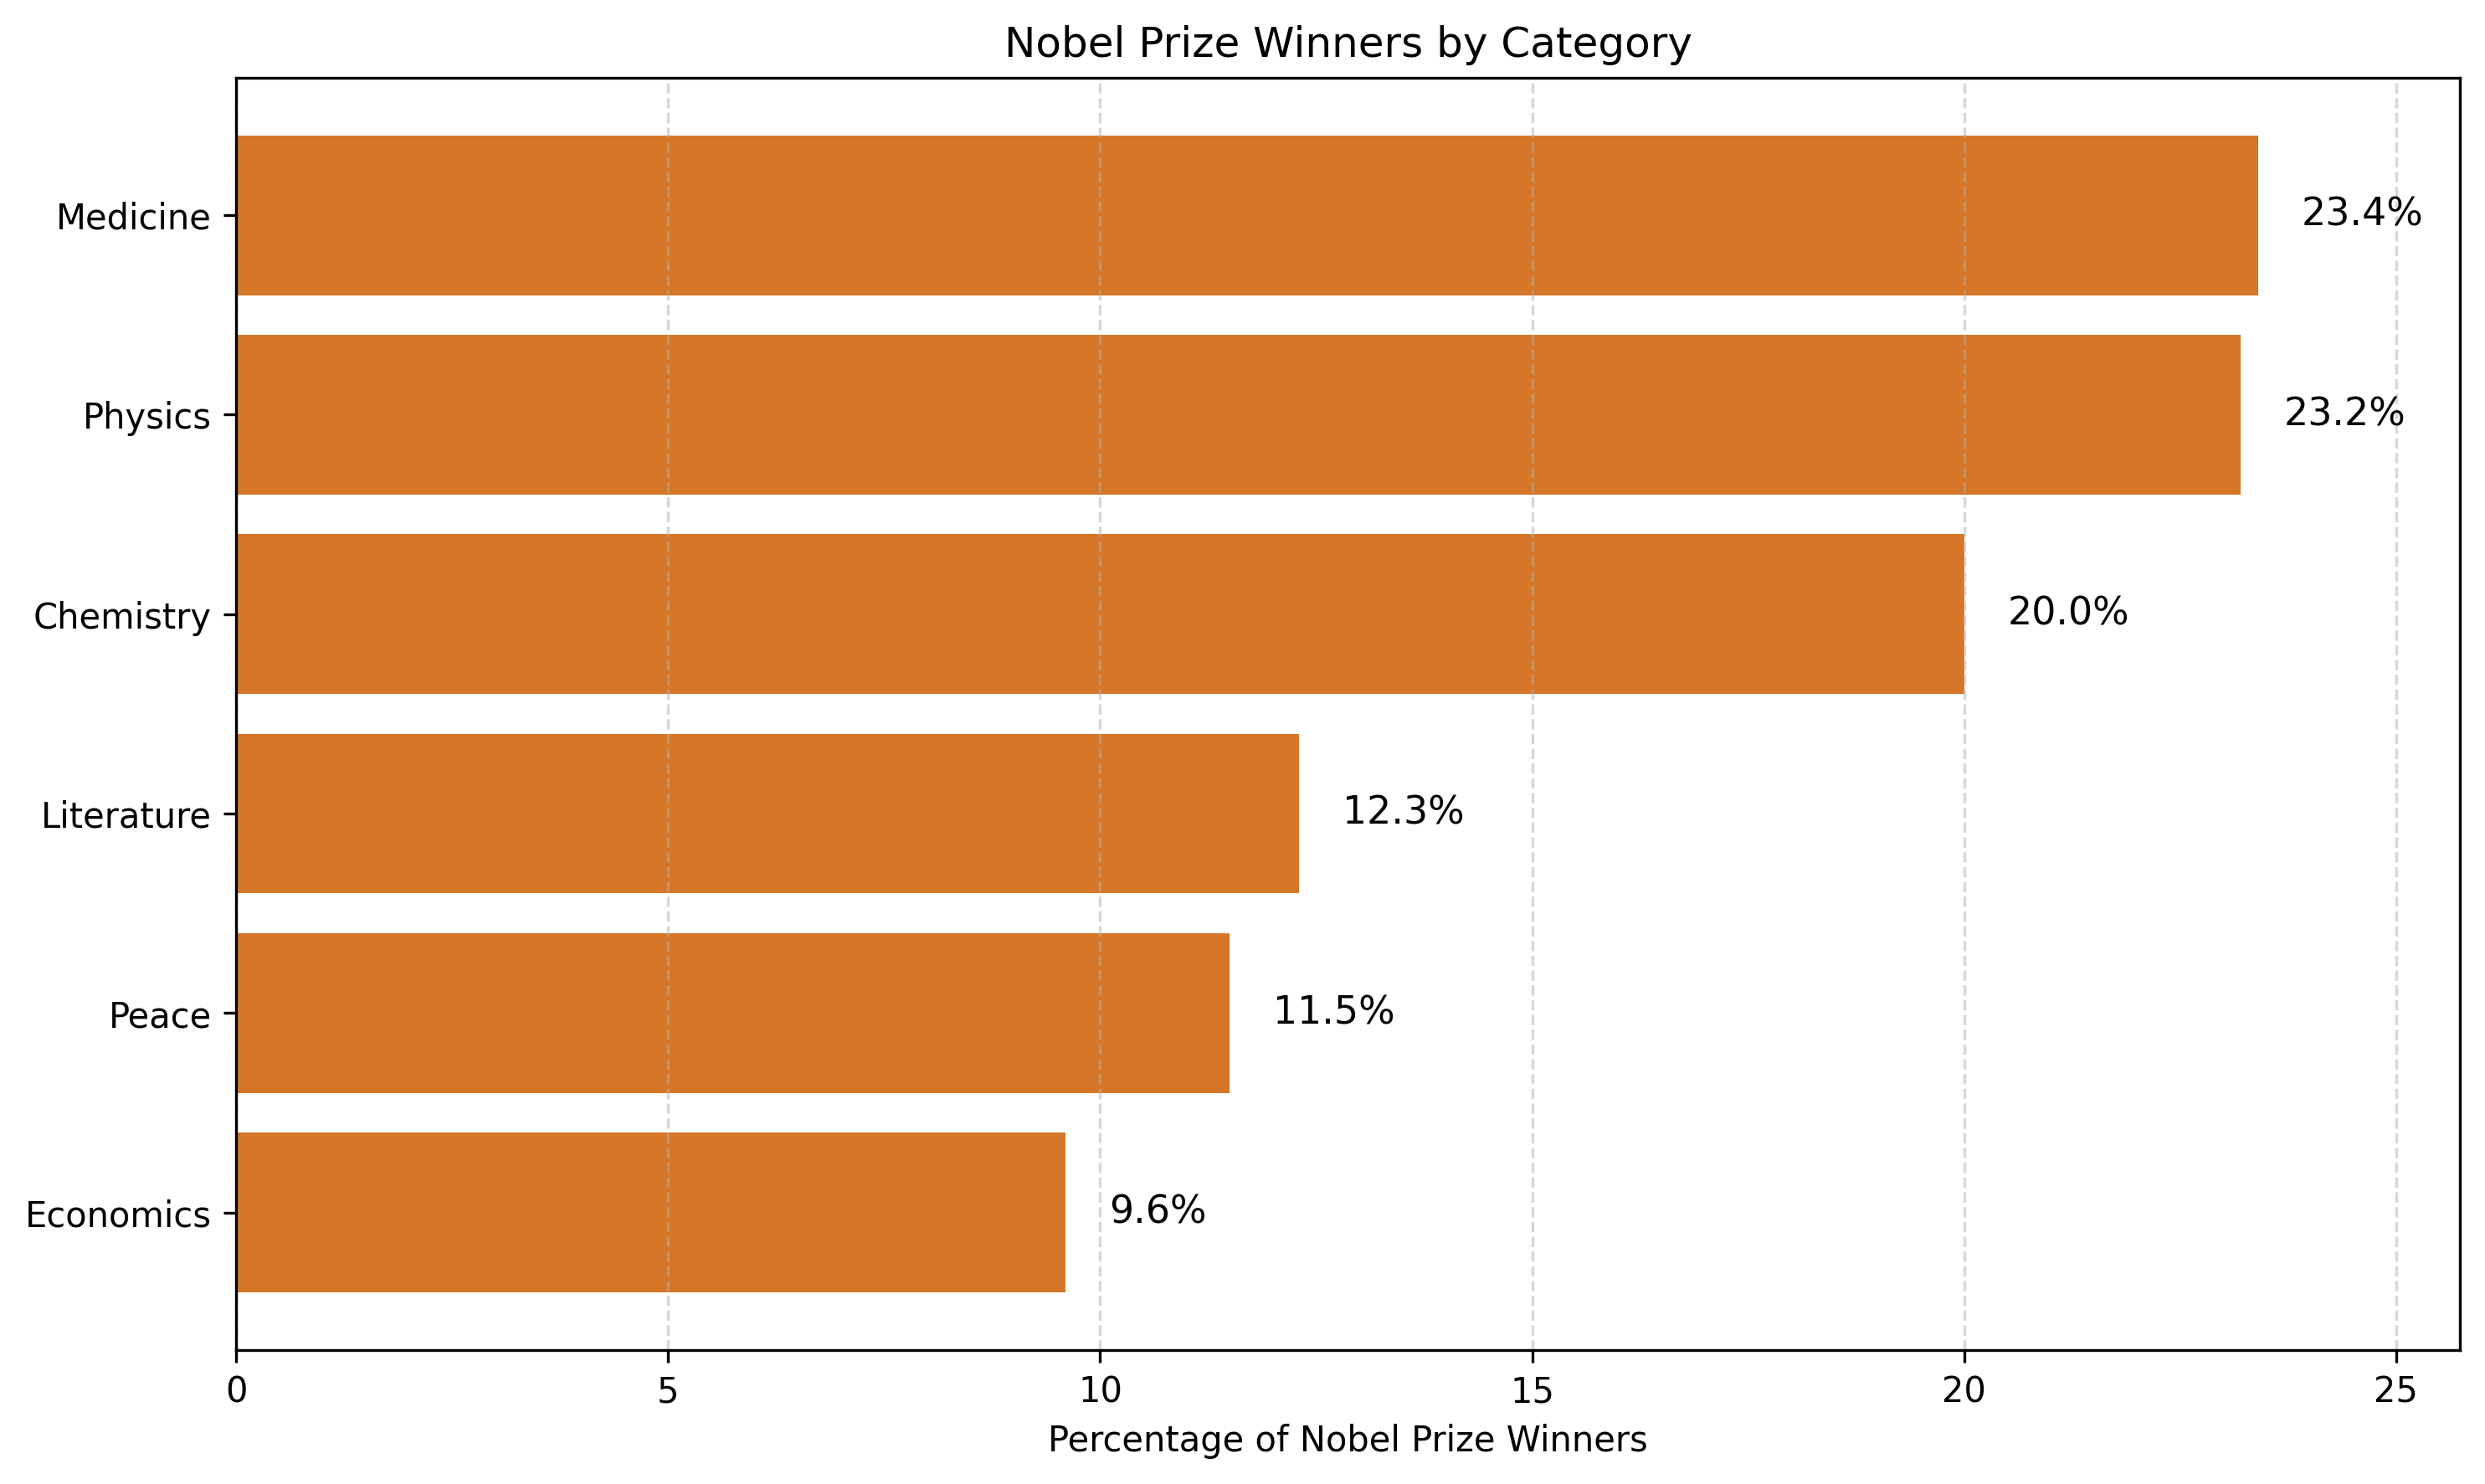 Nobel Prize Winners by Category
Medicine
23.4%
Physics
23.2%
Chemistry
20.0%
Literature
12.3%
Peace
11.5%
Economics
9.6%
0 5 10 15 20 25
Percentage of Nobel Prize Winners